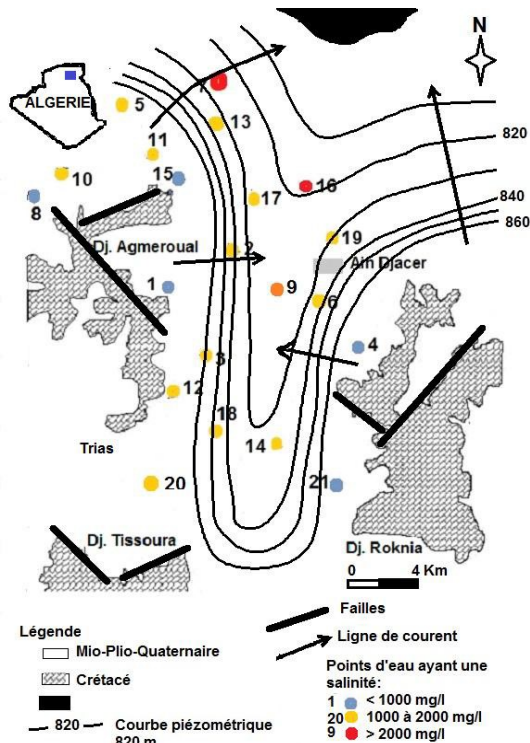 N
ALGERIE
5
7
13
11
10
15
8
17
16
820
840
860
Dj. Agmeroual
2
19
Ain Djacer
1
9
6
4
3
12
18
14
Trias
20
21
Dj. Tissoura
Dj. Roknia
0 4 Km
Failles
Ligne de courent
Légende
Mio-Plio-Quaternaire
Crétacé
820 Courbe piézométrique
820 m
Points d'eau ayant une
salinité:
1 < 1000 mg/l
20 1000 à 2000 mg/l
9 > 2000 mg/l